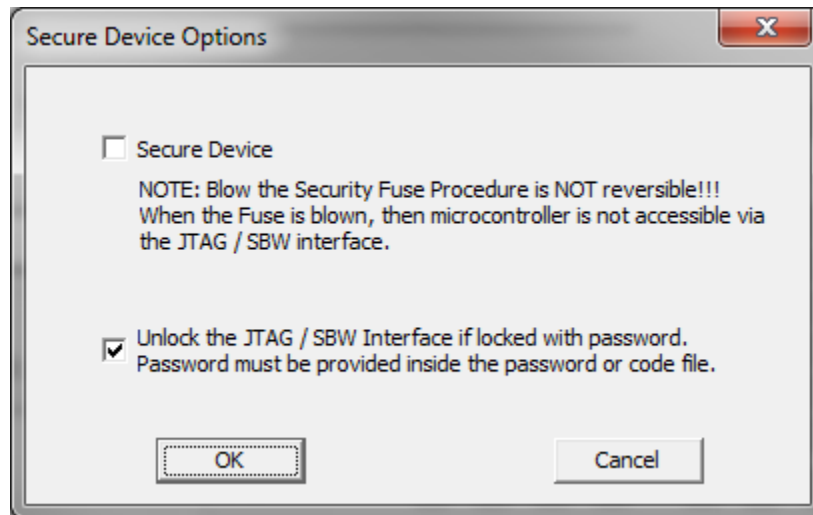 Secure Device Options
Secure Device
NOTE: Blow the Security Fuse Procedure is NOT reversible!!!
When the Fuse is blown, then microcontroller is not accessible via
the JTAG / SBW interface.
Unlock the JTAG / SBW Interface if locked with password.
Password must be provided inside the password or code file.
OK
Cancel